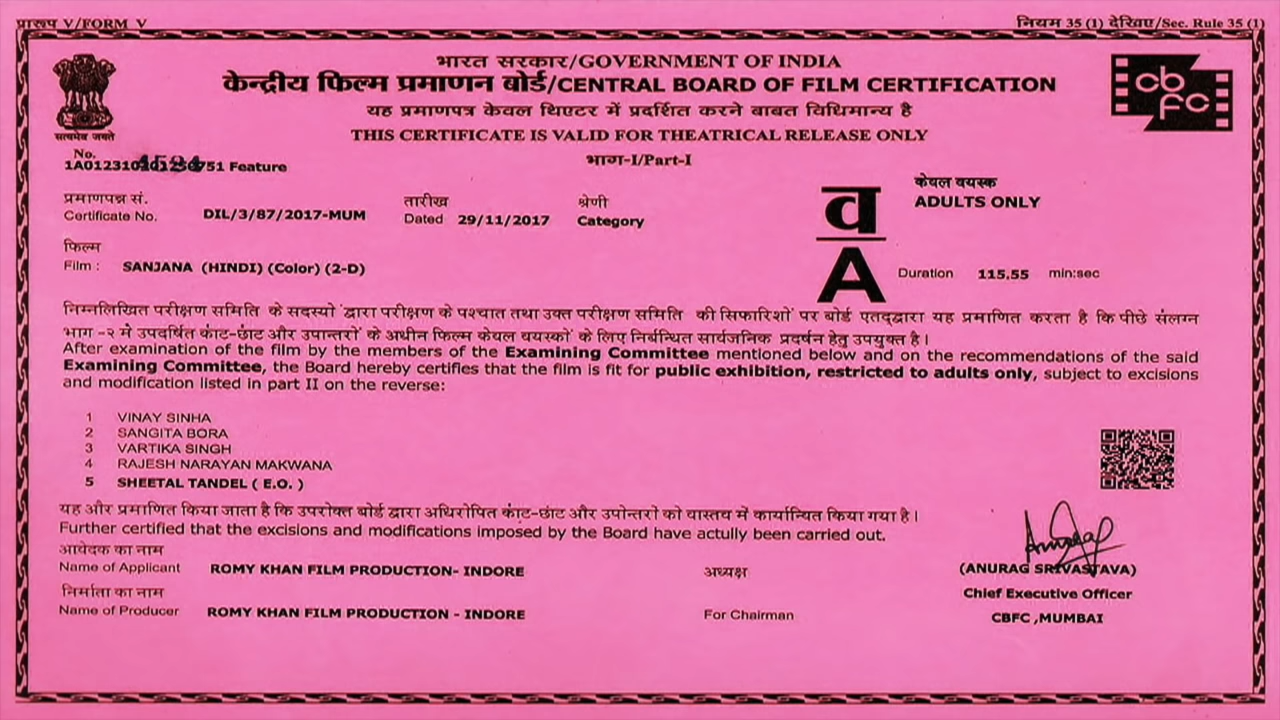 प्रारूप V/FORM V
नियम 35 (1) देखिए/Sec. Rule 35 (1)
भारत सरकार/GOVERNMENT OF INDIA
केन्द्रीय फिल्म प्रमाणन बोर्ड/CENTRAL BOARD OF FILM CERTIFICATION
यह प्रमाणपत्र केवल थिएटर में प्रदर्शित करने बाबत विधिमान्य है
THIS CERTIFICATE IS VALID FOR THEATRICAL RELEASE ONLY
सत्यमेव जयते
cb
fc
No.
Feature
भाग-I/Part-I
केवल वयस्क
ADULTS ONLY
प्रमाणपत्र सं.
Certificate No. DIL/3/87/2017-MUM
तारीख
Dated 29/11/2017
श्रेणी
Category
व
A
फिल्म
Film : SANJANA (HINDI) (Color) (2-D)
Duration 115.55 min:sec
निम्नलिखित परीक्षण समिति के सदस्यो द्वारा परीक्षण के पश्चात तथा उक्त परीक्षण समिति की सिफारिशों पर बोर्ड एतद्द्वारा यह प्रमाणित करता है कि पीछे संलग्न
भाग -२ में उपदर्षित कांट-छांट और उपान्तरों के अधीन फिल्म केवल वयस्कों के लिए निर्बन्धित सार्वजनिक प्रदर्षन हेतु उपयुक्त है।
After examination of the film by the members of the Examining Committee mentioned below and on the recommendations of the said
Examining Committee, the Board hereby certifies that the film is fit for public exhibition, restricted to adults only, subject to excisions
and modification listed in part II on the reverse:
1 VINAY SINHA
2 SANGITA BORA
3 VARTIKA SINGH
4 RAJESH NARAYAN MAKWANA
5 SHEETAL TANDEL ( E.O. )
यह और प्रमाणित किया जाता है कि उपरोक्त बोर्ड द्वारा अधिरोपित कांट-छांट और उपोन्तरों को वास्तव में कार्यान्वित किया गया है।
Further certified that the excisions and modifications imposed by the Board have actully been carried out.
आवेदक का नाम
Name of Applicant ROMY KHAN FILM PRODUCTION- INDORE
अध्यक्ष
(ANURAG SRIVASTAVA)
निर्माता का नाम
Chief Executive Officer
Name of Producer ROMY KHAN FILM PRODUCTION - INDORE
For Chairman
CBFC ,MUMBAI